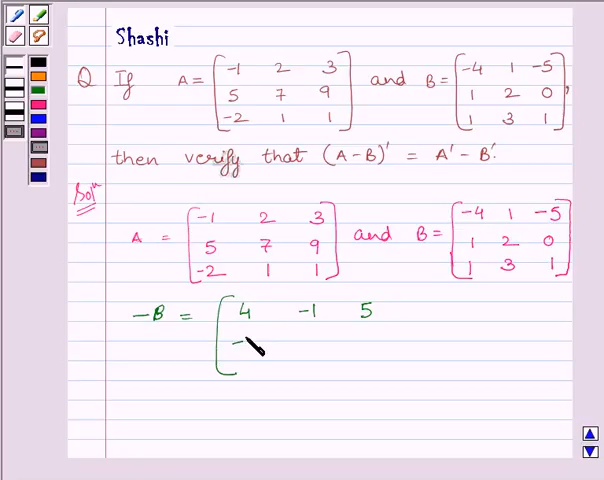 Shashi
Q If A = [ -1 2 3 and B = [ -4 1 -5
5 7 9 1 2 0 ,
-2 1 1 ] 1 3 1 ]
then verify that (A-B)' = A' - B'.
Solⁿ
A = [ -1 2 3 and B = [ -4 1 -5
5 7 9 1 2 0
-2 1 1 ] 1 3 1 ]
-B = [ 4 -1 5
-